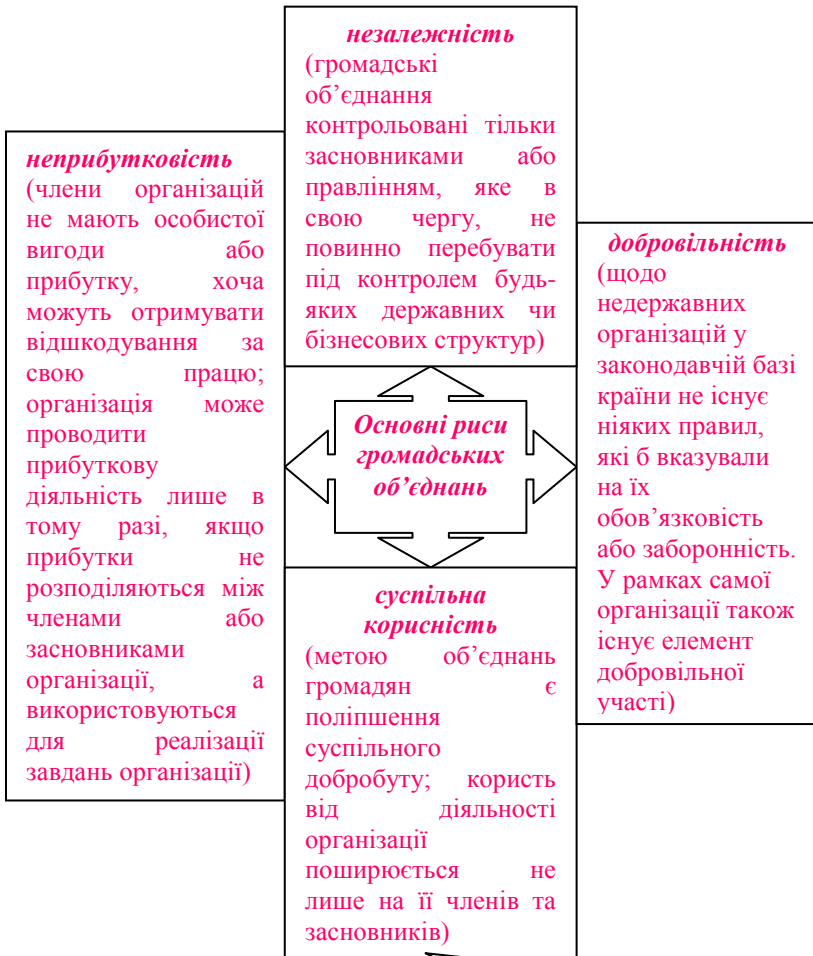 незалежність
(громадські
об’єднання
контрольовані тільки
засновниками або
правлінням, яке в
свою чергу, не
повинно перебувати
під контролем будь-
яких державних чи
бізнесових структур)
неприбутковість
(члени організацій
не мають особистої
вигоди або
прибутку, хоча
можуть отримувати
відшкодування за
свою працю;
організація може
проводити
прибуткову
діяльність лише в
тому разі, якщо
прибутки не
розподіляються між
членами або
засновниками
організації, а
використовуються
для реалізації
завдань організації)
Основні риси
громадських
об’єднань
добровільність
(щодо
недержавних
організацій у
законодавчій базі
країни не існує
ніяких правил,
які б вказували
на їх
обов’язковість
або заборонність.
У рамках самої
організації також
існує елемент
добровільної
участі)
суспільна
корисність
(метою об’єднань
громадян є
поліпшення
суспільного
добробуту; користь
від діяльності
організації
поширюється не
лише на її членів та
засновників)